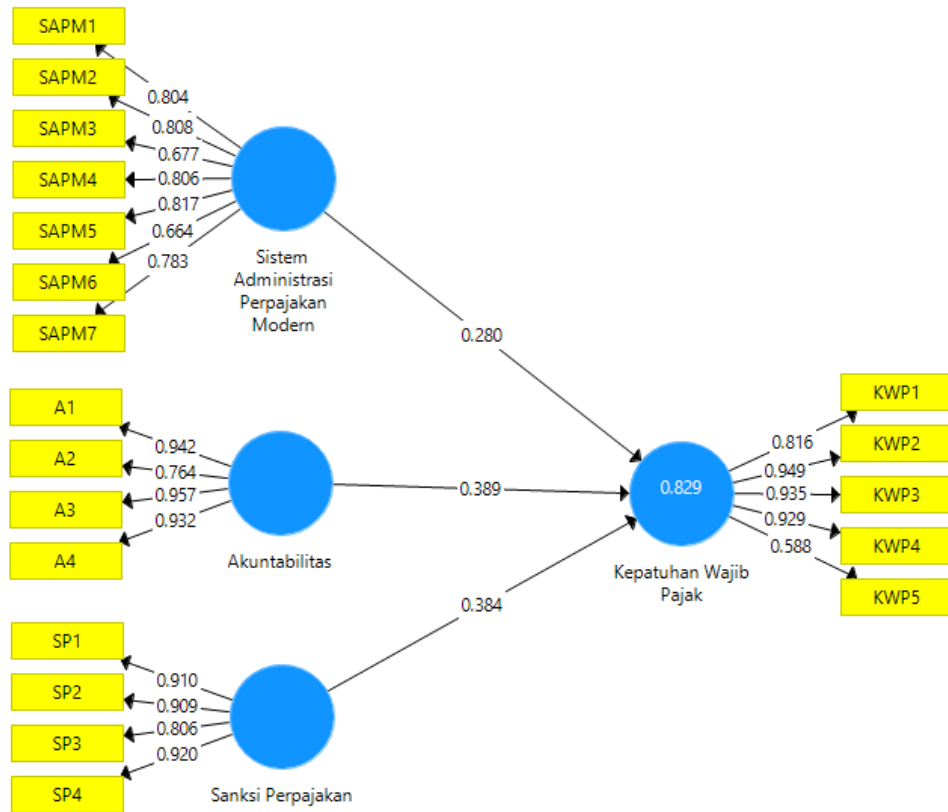 SAPM1
SAPM2
SAPM3
SAPM4
SAPM5
SAPM6
SAPM7
0.804
0.808
0.677
0.806
0.817
0.664
0.783
Sistem
Administrasi
Perpajakan
Modern
0.280
A1
A2
A3
A4
0.942
0.764
0.957
0.932
Akuntabilitas
0.389
SP1
SP2
SP3
SP4
0.910
0.909
0.806
0.920
Sanksi Perpajakan
0.384
0.829
Kepatuhan Wajib
Pajak
0.816
0.949
0.935
0.929
0.588
KWP1
KWP2
KWP3
KWP4
KWP5